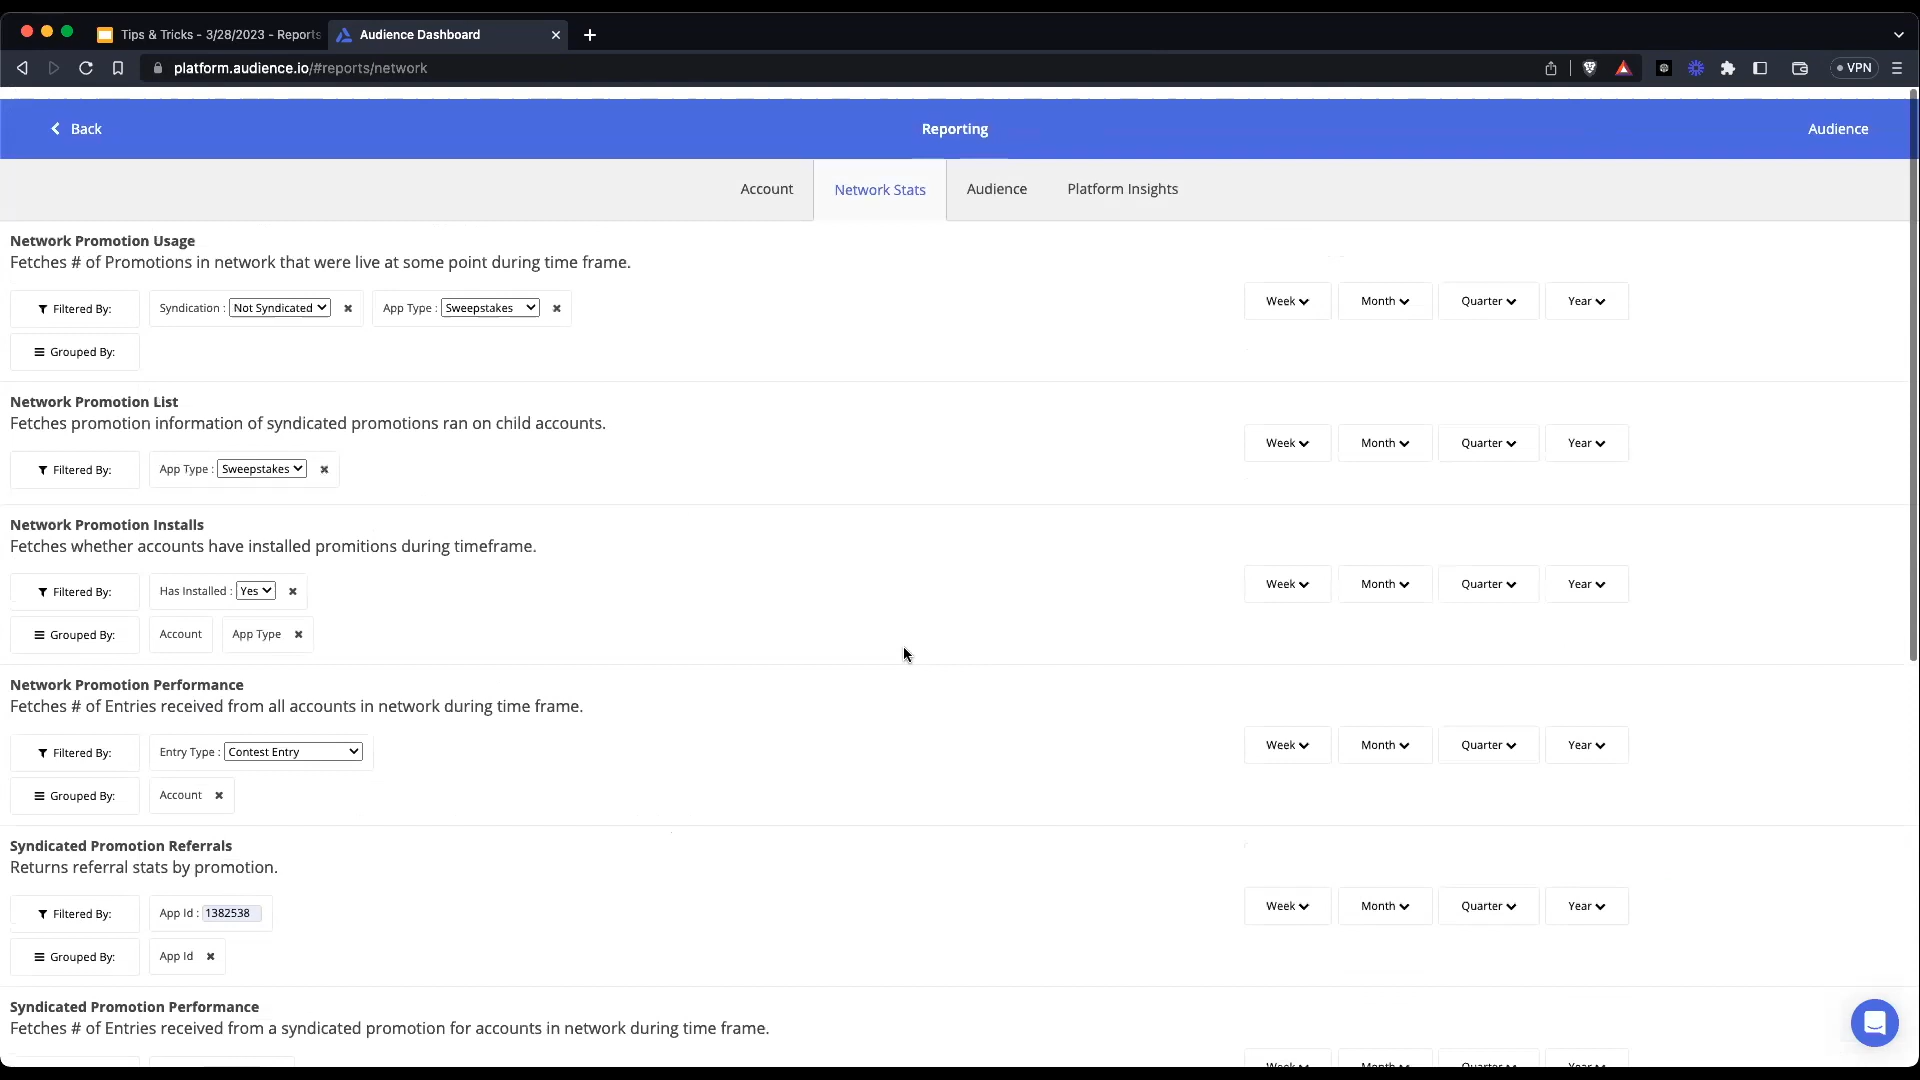 Tips & Tricks - 3/28/2023 - Reports
Audience Dashboard
platform.audience.io/#reports/network
VPN
Back
Reporting
Audience
Account
Network Stats
Audience
Platform Insights
Network Promotion Usage
Fetches # of Promotions in network that were live at some point during time frame.
Filtered By:
Syndication : Not Syndicated
App Type : Sweepstakes
Week
Month
Quarter
Year
Grouped By:
Network Promotion List
Fetches promotion information of syndicated promotions ran on child accounts.
Week
Month
Quarter
Year
Filtered By:
App Type : Sweepstakes
Network Promotion Installs
Fetches whether accounts have installed promitions during timeframe.
Filtered By:
Has Installed : Yes
Week
Month
Quarter
Year
Grouped By:
Account
App Type
Network Promotion Performance
Fetches # of Entries received from all accounts in network during time frame.
Filtered By:
Entry Type : Contest Entry
Week
Month
Quarter
Year
Grouped By:
Account
Syndicated Promotion Referrals
Returns referral stats by promotion.
Filtered By:
App Id : 1382538
Week
Month
Quarter
Year
Grouped By:
App Id
Syndicated Promotion Performance
Fetches # of Entries received from a syndicated promotion for accounts in network during time frame.
Week
Month
Quarter
Year